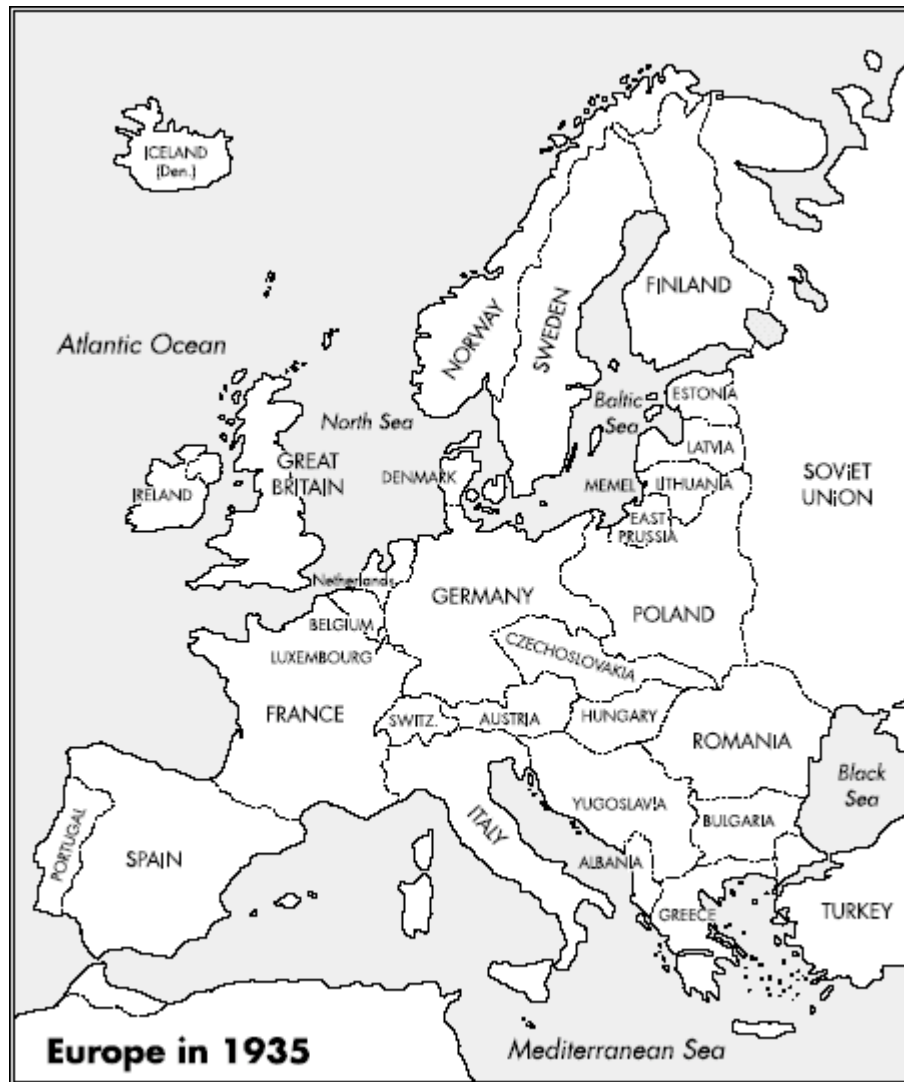 ICELAND
(Den.)
FINLAND
NORWAY
SWEDEN
Atlantic Ocean
ESTONIA
Baltic
Sea
North Sea
LATVIA
GREAT
BRITAIN
DENMARK
SOVIET
UNION
MEMEL
LITHUANIA
IRELAND
EAST
PRUSSIA
Netherlands
GERMANY
POLAND
BELGIUM
CZECHOSLOVAKIA
LUXEMBOURG
FRANCE
SWITZ.
AUSTRIA
HUNGARY
ROMANIA
Black
Sea
YUGOSLAVIA
BULGARIA
ITALY
PORTUGAL
SPAIN
ALBANIA
GREECE
TURKEY
Europe in 1935
Mediterranean Sea